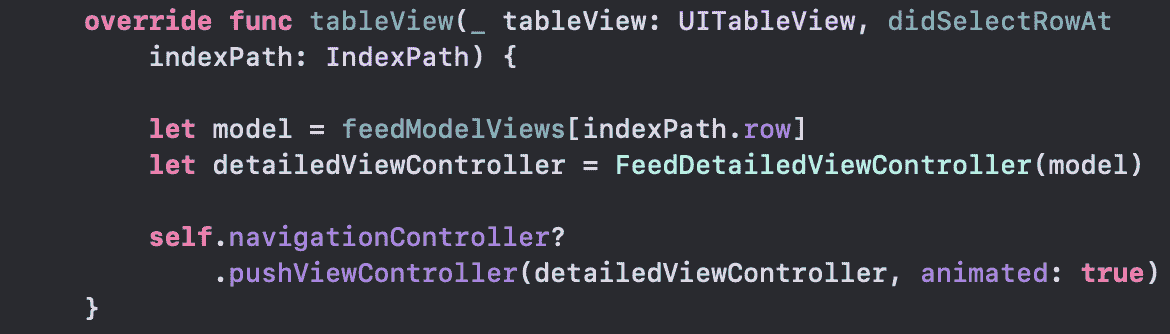 override func tableView(_ tableView: UITableView, didSelectRowAt
indexPath: IndexPath) {
let model = feedModelViews[indexPath.row]
let detailedViewController = FeedDetailedViewController(model)
self.navigationController?
.pushViewController(detailedViewController, animated: true)
}